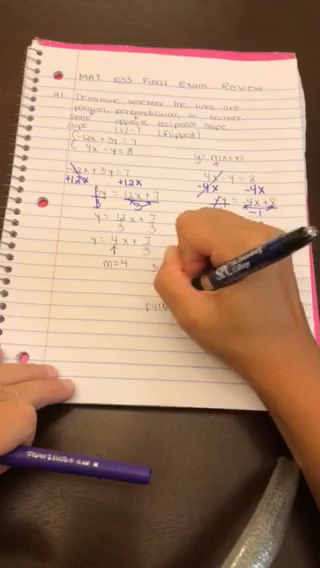 MAT 1033 Final Exam Review
#1 Determine whether the lines are
parallel, perpendicular, or neither
same opposite reciprocal slope
slope (+/-) (flipped)
{ -12x + 3y = 7
4x - y = 8
y = mx + b
-12x + 3y = 7
+12x +12x
3y = 12x + 7
3 3
y = 12x + 7
3 3
y = 4x + 7
3
m = 4
4x - y = 8
-4x -4x
-y = -4x + 8
-1